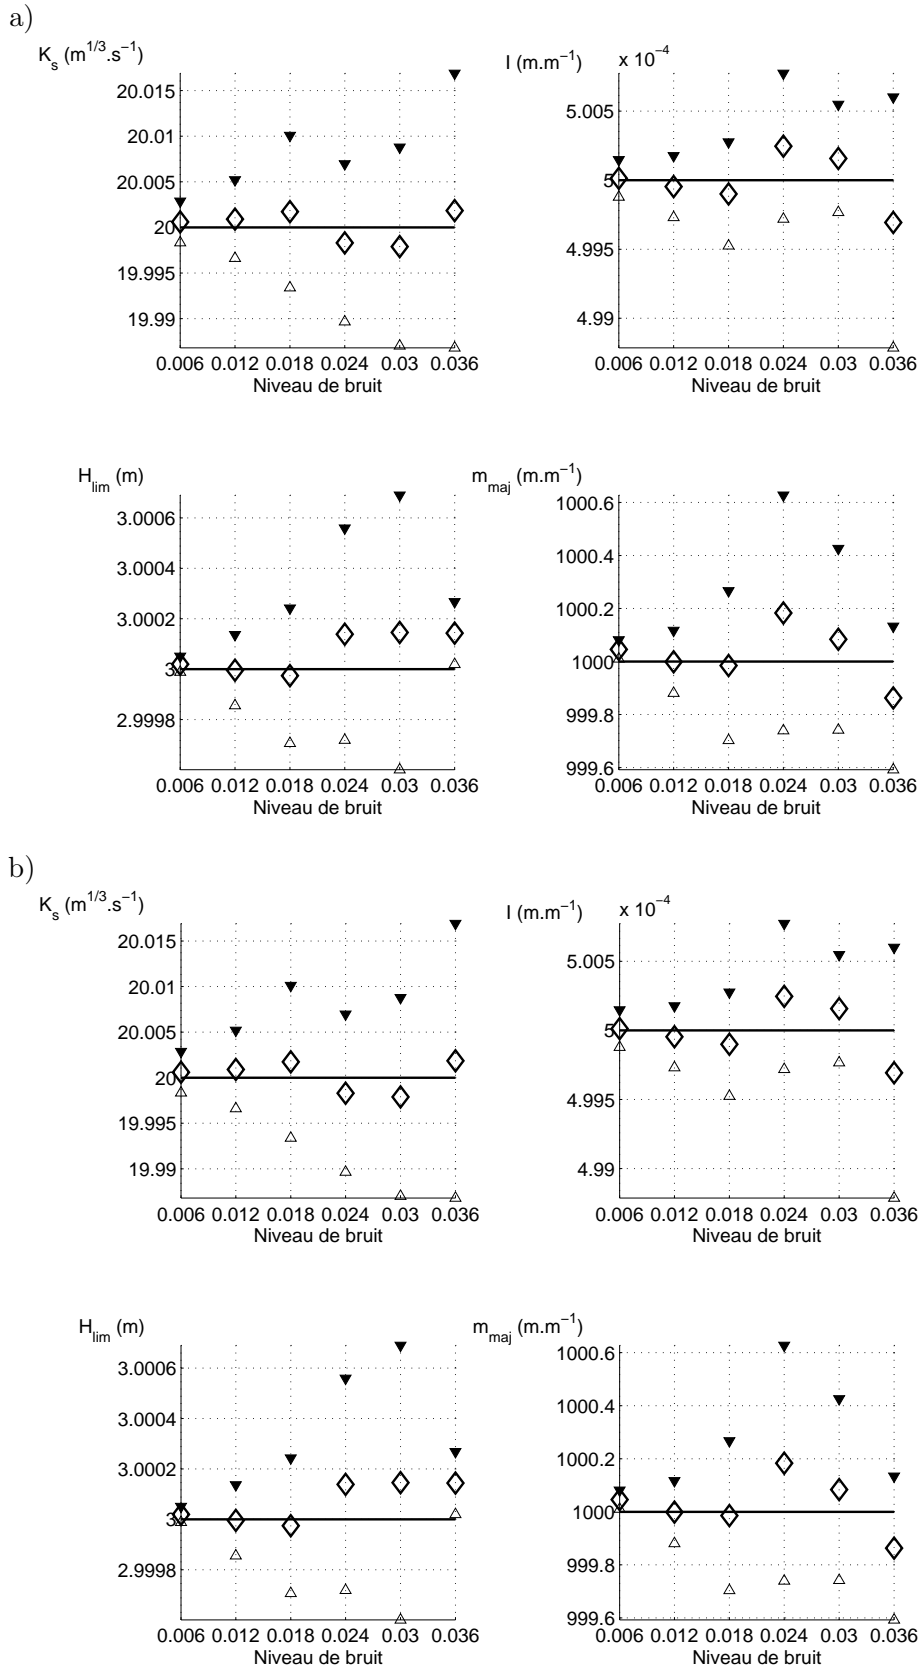 a)
K_s (m^1/3.s^−1)
20.015
20.01
20.005
20
19.995
19.99
0.006 0.012 0.018 0.024 0.03 0.036
Niveau de bruit
I (m.m^−1) x 10^−4
5.005
5
4.995
4.99
0.006 0.012 0.018 0.024 0.03 0.036
Niveau de bruit
H_lim (m)
3.0006
3.0004
3.0002
3
2.9998
0.006 0.012 0.018 0.024 0.03 0.036
Niveau de bruit
m_maj (m.m^−1)
1000.6
1000.4
1000.2
1000
999.8
999.6
0.006 0.012 0.018 0.024 0.03 0.036
Niveau de bruit
b)
K_s (m^1/3.s^−1)
20.015
20.01
20.005
20
19.995
19.99
0.006 0.012 0.018 0.024 0.03 0.036
Niveau de bruit
I (m.m^−1) x 10^−4
5.005
5
4.995
4.99
0.006 0.012 0.018 0.024 0.03 0.036
Niveau de bruit
H_lim (m)
3.0006
3.0004
3.0002
3
2.9998
0.006 0.012 0.018 0.024 0.03 0.036
Niveau de bruit
m_maj (m.m^−1)
1000.6
1000.4
1000.2
1000
999.8
999.6
0.006 0.012 0.018 0.024 0.03 0.036
Niveau de bruit